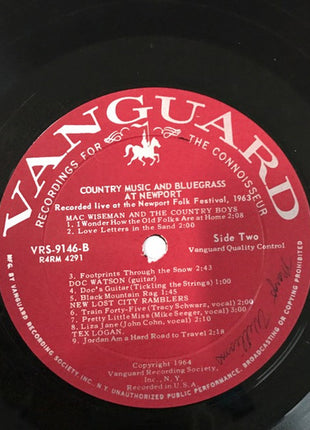 VANGUARD
RECORDINGS FOR THE CONNOISSEUR
COUNTRY MUSIC AND BLUEGRASS
AT NEWPORT
Recorded live at the Newport Folk Festival, 1963
MAC WISEMAN AND THE COUNTRY BOYS
1. I Wonder How the Old Folks Are at Home 2:08
2. Love Letters in the Sand 2:00
VRS-9146-B
R4RM 4291
Side Two
Vanguard Quality Control
3. Footprints Through the Snow 2:43
DOC WATSON (guitar)
4. Doc's Guitar (Tickling the Strings) 1:00
5. Black Mountain Rag 1:45
NEW LOST CITY RAMBLERS
6. Train Forty-Five (Tracy Schwarz, vocal) 2:00
7. Pretty Little Miss (Mike Seeger, vocal) 3:00
8. Liza Jane (John Cohn, vocal) 2:10
TEX LOGAN.
9. Jordan Am a Hard Road to Travel 2:18
Copyright 1964
Vanguard Recording Society,
Inc., N. Y.
Recorded in U.S.A.
MFG. BY VANGUARD RECORDING SOCIETY INC., N.Y. UNAUTHORIZED PUBLIC PERFORMANCE, BROADCASTING OR COPYING PROHIBITED